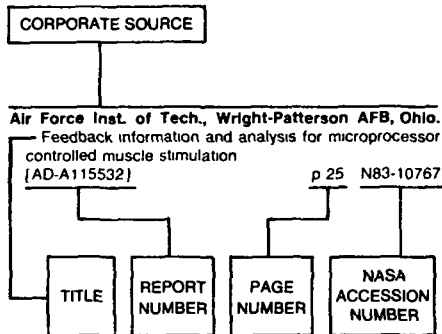 CORPORATE SOURCE
Air Force Inst. of Tech., Wright-Patterson AFB, Ohio.
Feedback information and analysis for microprocessor
controlled muscle stimulation
[AD-A115532] p 25 N83-10767
TITLE
REPORT
NUMBER
PAGE
NUMBER
NASA
ACCESSION
NUMBER